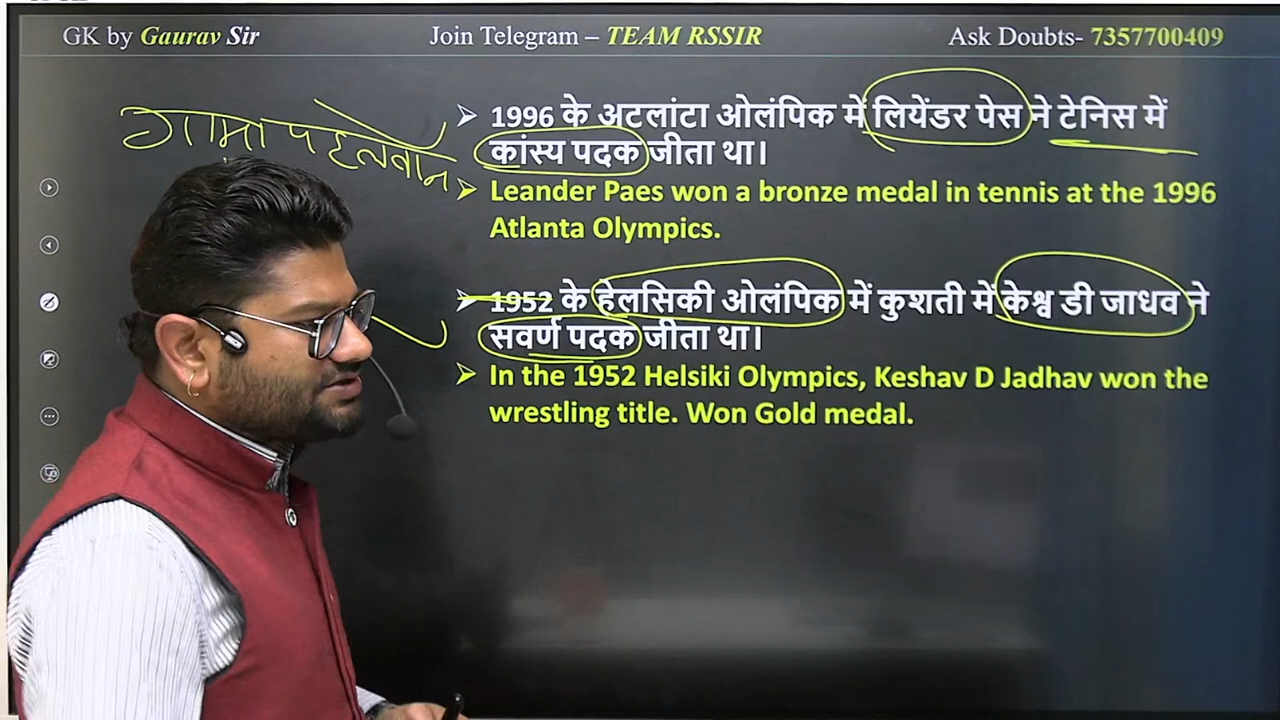 GK by Gaurav Sir
Join Telegram – TEAM RSSIR
Ask Doubts- 7357700409
गामा पहलवान
1996 के अटलांटा ओलंपिक में लियेंडर पेस ने टेनिस में
कांस्य पदक जीता था।
Leander Paes won a bronze medal in tennis at the 1996
Atlanta Olympics.
1952 के हेलसिकी ओलंपिक में कुशती में केश्व डी जाधव ने
सवर्ण पदक जीता था।
In the 1952 Helsiki Olympics, Keshav D Jadhav won the
wrestling title. Won Gold medal.